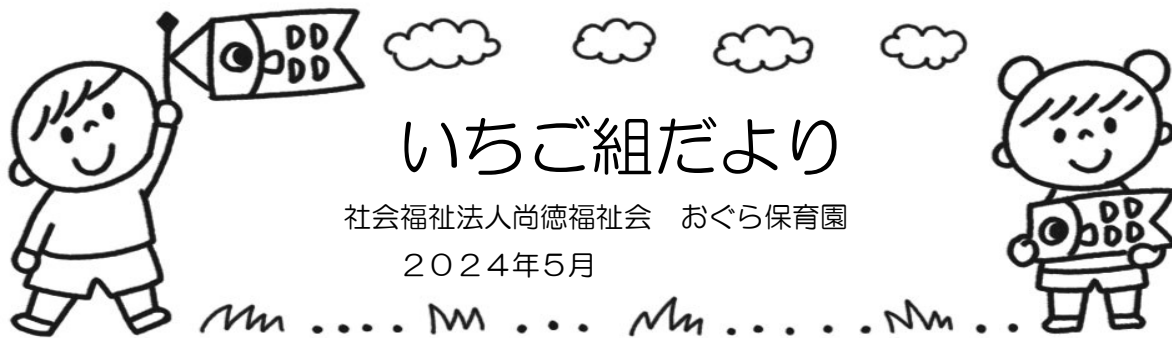 いちご組だより
社会福祉法人尚徳福祉会　おぐら保育園
２０２４年５月